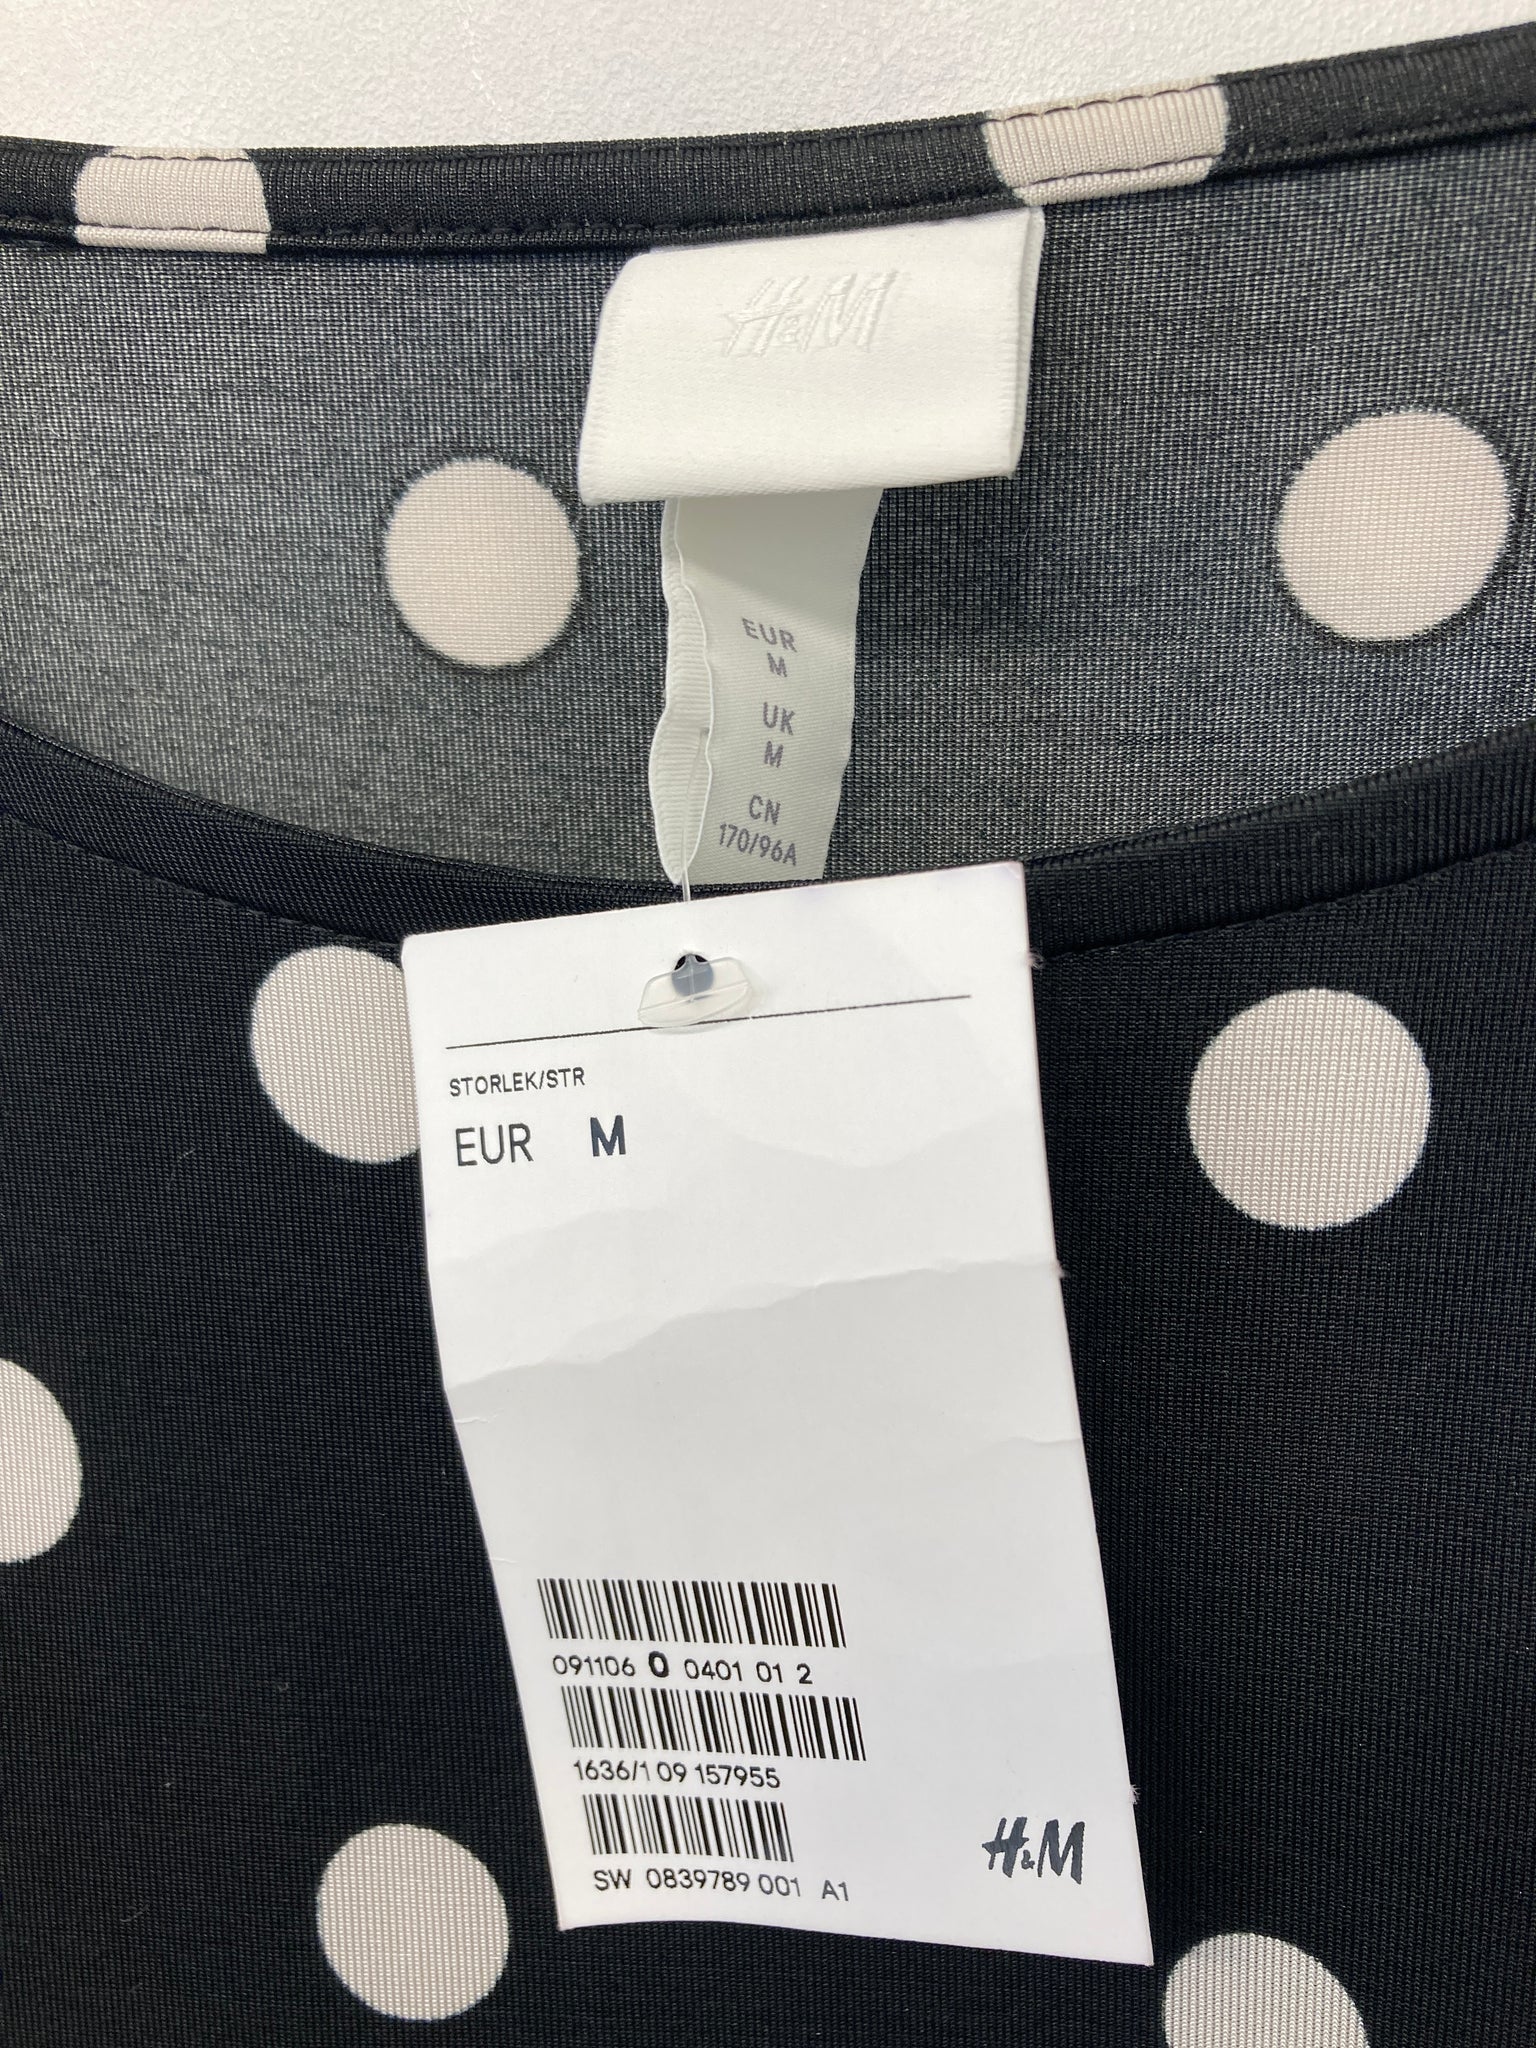 H&M
EUR
M
UK
M
CN
170/96A
STORLEK/STR
EUR M
091106 0 0401 01 2
1636/1 09 157955
SW 0839789 001 A1
H&M